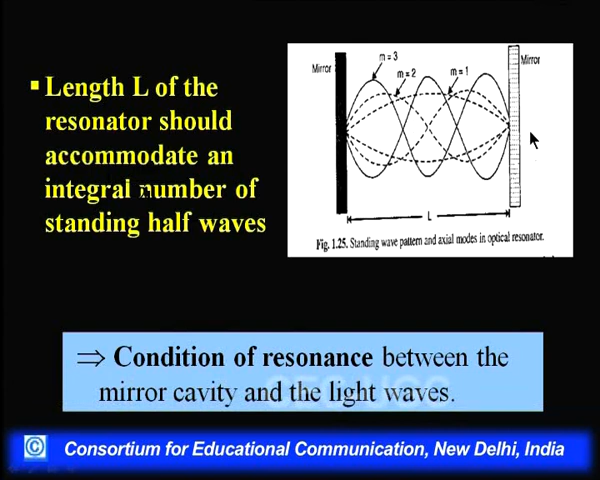 ▪ Length L of the
resonator should
accommodate an
integral number of
standing half waves
Mirror
m = 3
m = 2
m = 1
Mirror
L
Fig. 1.25. Standing wave pattern and axial modes in optical resonator.
⇒ Condition of resonance between the
mirror cavity and the light waves.
CEC-UGC
© Consortium for Educational Communication, New Delhi, India